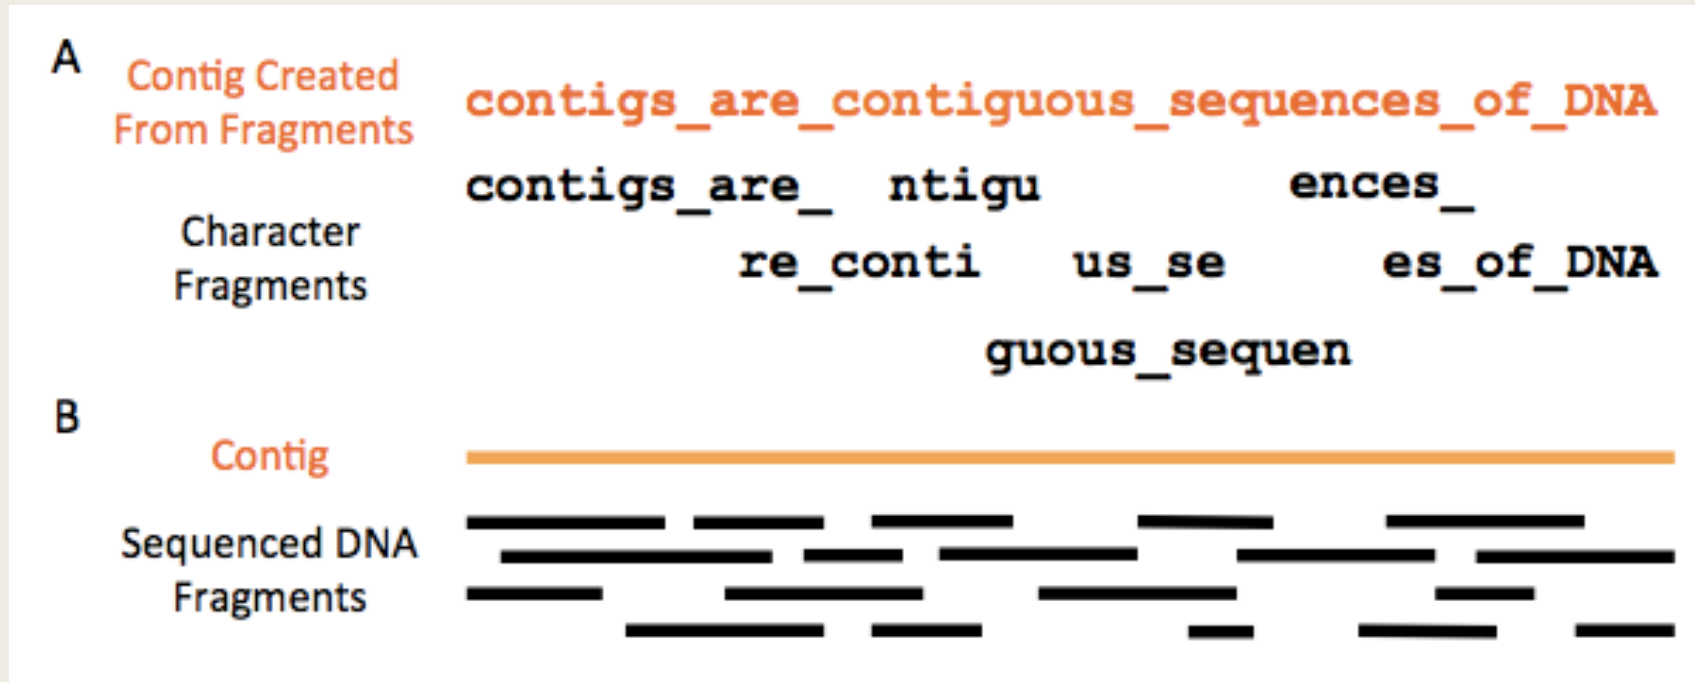 A
Contig Created
From Fragments
contigs_are_contiguous_sequences_of_DNA
contigs_are_ ntigu ences_
Character
Fragments
re_conti us_se es_of_DNA
guous_sequen
B
Contig
Sequenced DNA
Fragments